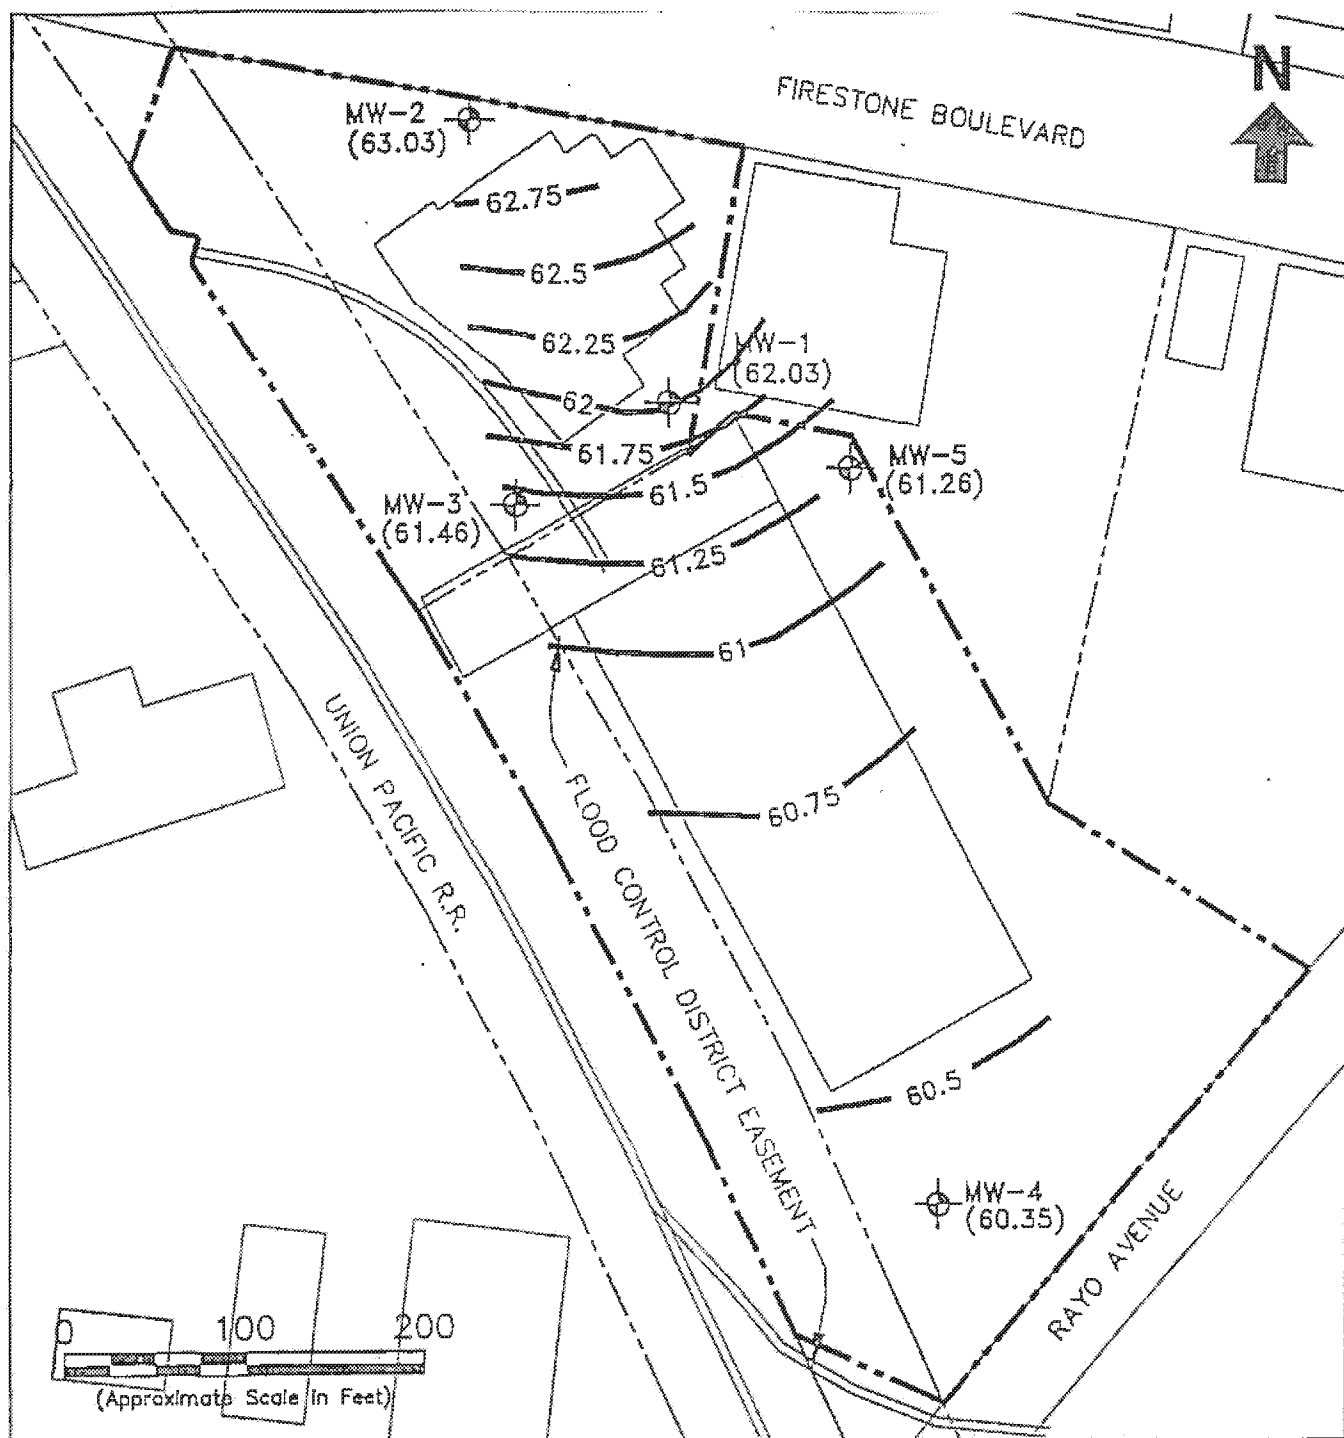 N
FIRESTONE BOULEVARD
MW-2
(63.03)
62.75
62.5
62.25
MW-1
(62.03)
62
61.75
61.5
MW-5
(61.26)
MW-3
(61.46)
61.25
61
UNION PACIFIC R.R.
60.75
FLOOD CONTROL DISTRICT EASEMENT
60.5
MW-4
(60.35)
RAYO AVENUE
0 100 200
(Approximate Scale in Feet)